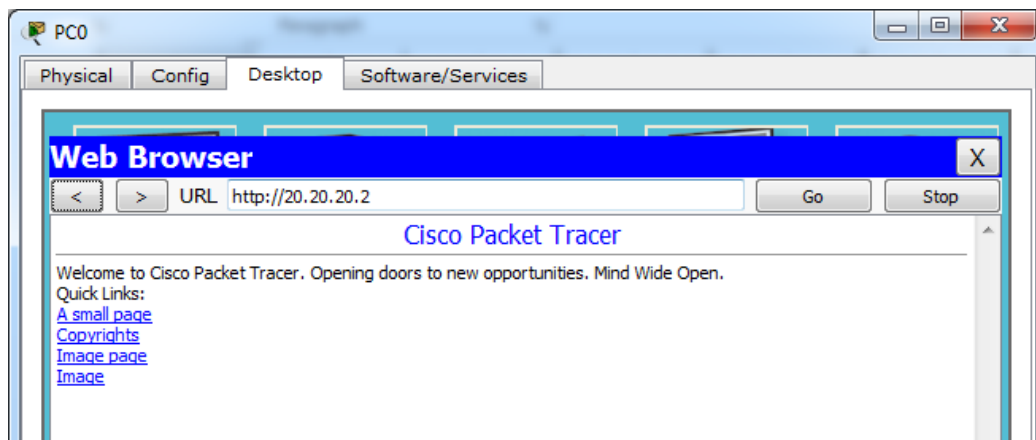 PC0
Physical Config Desktop Software/Services
Web Browser X
< > URL http://20.20.20.2 Go Stop
Cisco Packet Tracer
Welcome to Cisco Packet Tracer. Opening doors to new opportunities. Mind Wide Open.
Quick Links:
A small page
Copyrights
Image page
Image